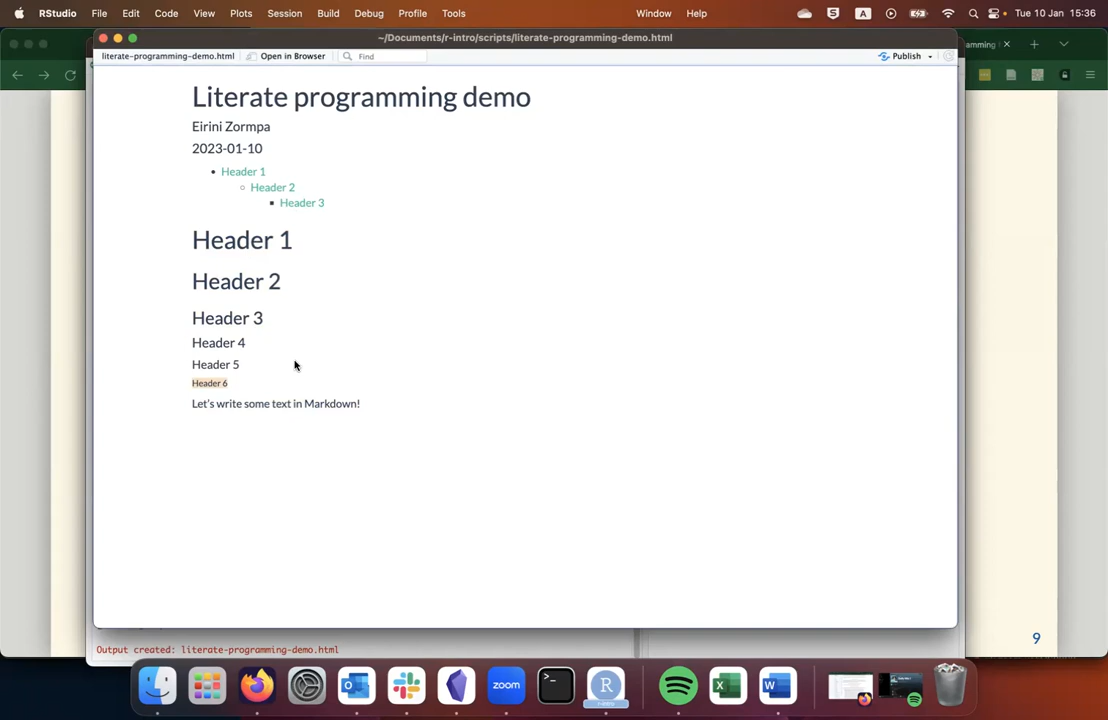 RStudio File Edit Code View Plots Session Build Debug Profile Tools Window Help Tue 10 Jan 15:36
~/Documents/r-intro/scripts/literate-programming-demo.html
literate-programming-demo.html Open in Browser Find Publish
Literate programming demo
Eirini Zormpa
2023-01-10
Header 1
Header 2
Header 3
Header 1
Header 2
Header 3
Header 4
Header 5
Header 6
Let's write some text in Markdown!
9
Output created: literate-programming-demo.html
zoom